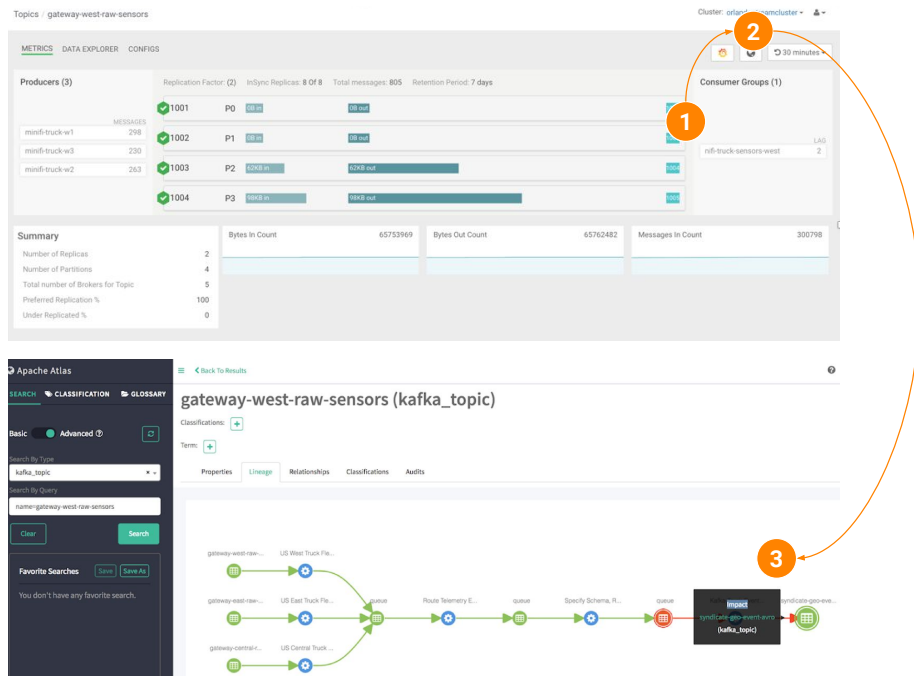 Topics / gateway-west-raw-sensors
Cluster:
2
METRICS DATA EXPLORER CONFIGS
30 minutes
Producers (3)
Replication Factor: (2) InSync Replicas: 8 Of 8 Total messages: 805 Retention Period: 7 days
Consumer Groups (1)
MESSAGES
1001 P0 0B in 0B out
1
minifi-truck-w1 298
1002 P1 0B in 0B out
LAG
minifi-truck-w3 230
nifi-truck-sensors-west 2
minifi-truck-w2 263
1003 P2 62KB in 62KB out 1004
1004 P3 98KB in 98KB out 1005
Summary
Bytes In Count 65753969
Bytes Out Count 65762482
Messages In Count 300798
Number of Replicas 2
Number of Partitions 4
Total number of Brokers for Topic 5
Preferred Replication % 100
Under Replicated % 0
Apache Atlas
Back To Results
SEARCH CLASSIFICATION GLOSSARY
gateway-west-raw-sensors (kafka_topic)
Classifications:
Basic Advanced
Term:
Search By Type
kafka_topic
Properties Lineage Relationships Classifications Audits
Search By Query
name=gateway-west-raw-sensors
Clear Search
Favorite Searches Save Save As
You don't have any favorite search.
3
gateway-west-raw-... US West Truck Fle...
gateway-east-raw-... US East Truck Fle... queue Route Telemetry E... queue Specify Schema, R... queue syndicate-geo-eve...
Impact
syndicate-geo-event-avro
(kafka_topic)
gateway-central-r... US Central Truck ...